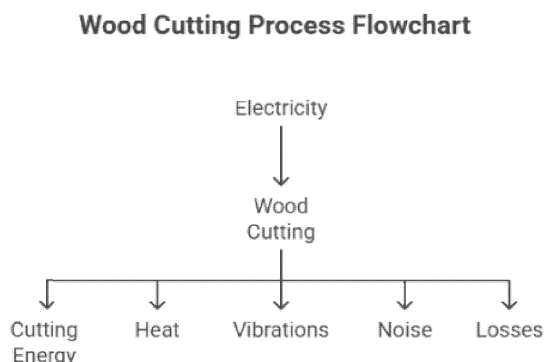 Wood Cutting Process Flowchart
Electricity
Wood
Cutting
Cutting Heat Vibrations Noise Losses
Energy